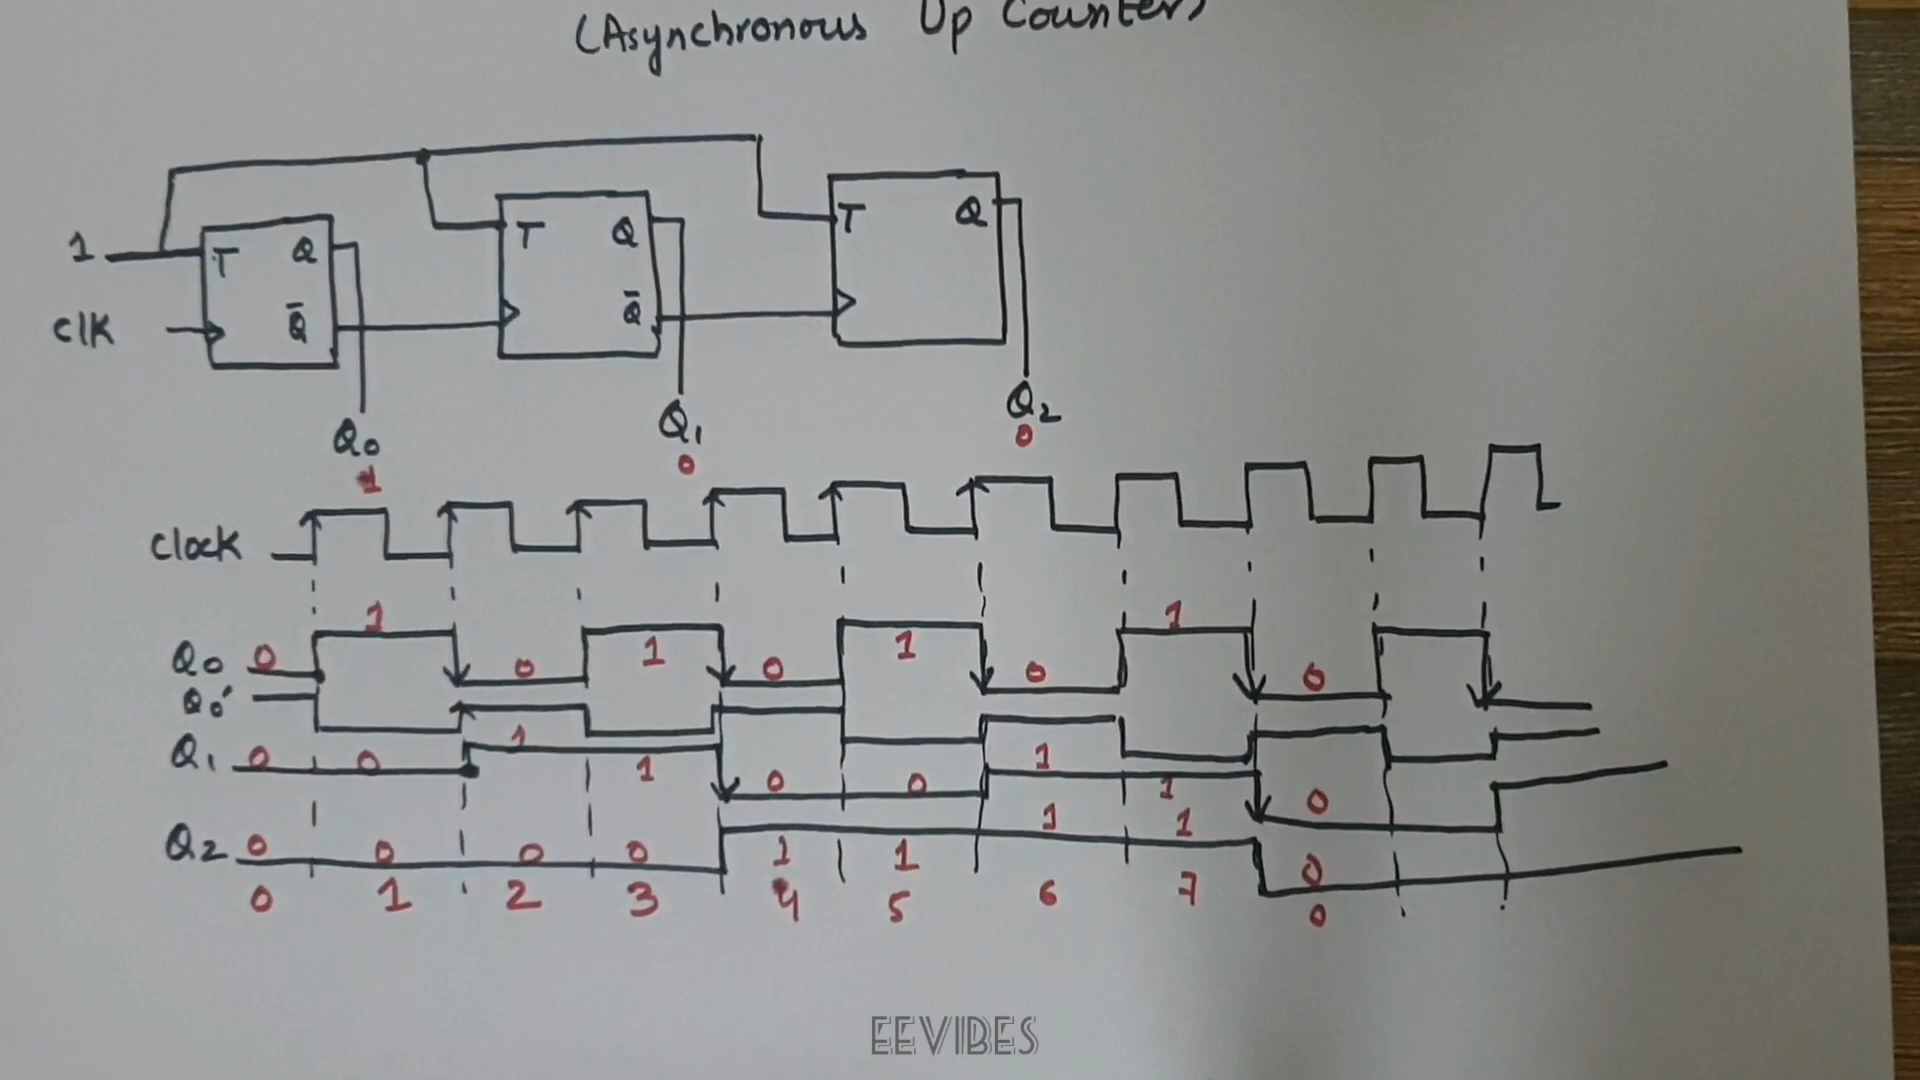 (Asynchronous Up Counter)
1 T Q T Q T Q
clk Q̅ Q̅
Q0 Q1 Q2
1 0 0
Clock
1 1 1 1
Q0 0 0 0 0 0
Q0'
Q1 0 0 1 1 0 0 1 1 0
Q2 0 0 0 0 1 1 1 1 0
0 1 2 3 4 5 6 7 0
EEVIBES